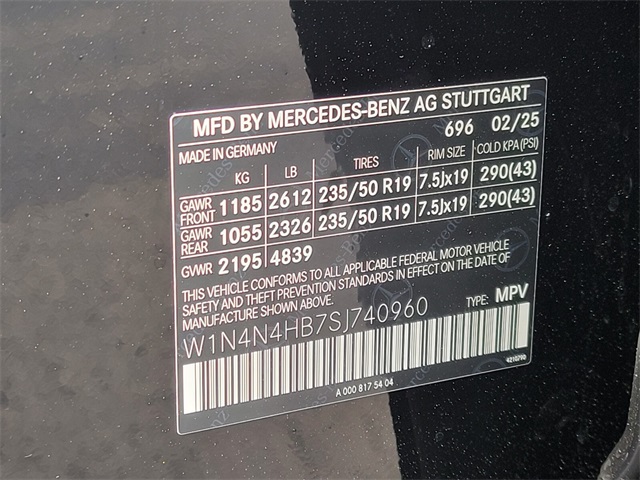 MFD BY MERCEDES-BENZ AG STUTTGART
696 02/25
MADE IN GERMANY
KG LB TIRES RIM SIZE COLD KPA(PSI)
GAWR FRONT 1185 2612 235/50 R19 7.5Jx19 290(43)
GAWR REAR 1055 2326 235/50 R19 7.5Jx19 290(43)
GVWR 2195 4839
THIS VEHICLE CONFORMS TO ALL APPLICABLE FEDERAL MOTOR VEHICLE
SAFETY AND THEFT PREVENTION STANDARDS IN EFFECT ON THE DATE OF
MANUFACTURE SHOWN ABOVE.
W1N4N4HB7SJ740960 TYPE: MPV
A 000 817 54 04